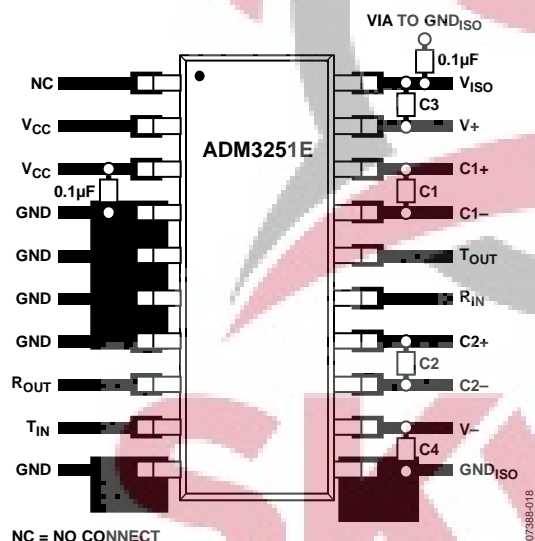 VIA TO GNDISO
0.1µF
NC
VISO
C3
VCC
V+
ADM3251E
VCC
C1+
0.1µF
C1
GND
C1–
GND
TOUT
GND
RIN
GND
C2+
C2
ROUT
C2–
TIN
V–
C4
GND
GNDISO
NC = NO CONNECT
07388-018
SK